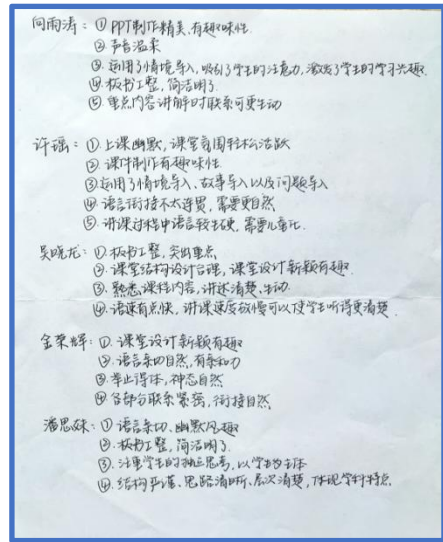 向雨涛：① PPT制作精美、有趣味性.
② 声音温柔
③ 运用了情境导入，吸引了学生的注意力，激发了学生的学习兴趣.
④ 板书工整，简洁明了.
⑤ 重点内容讲解时联系可更生动
许瑶：①. 上课幽默，课堂氛围轻松活跃
② 课件制作有趣味性.
③ 运用了情境导入、故事导入以及问题导入
④ 语言衔接不太连贯，需要更自然
⑤. 讲课过程中语言较生硬，需要儿童化.
吴晓龙：①. 板书工整，突出重点
②. 课堂结构设计合理，课堂设计新颖有趣.
③. 熟悉课程内容，讲述清楚、生动
④. 语速有点快，讲课速度放慢可以使学生听得更清楚.
金荣辉：①. 课堂设计新颖有趣
②. 语言亲切自然，有亲和力
③. 举止得体，神态自然
④. 各部分联系紧密，衔接自然
潘思妹：① 语言亲切、幽默风趣
②. 板书工整，简洁明了.
③. 注重学生的独立思考，以学生为主体
④. 结构严谨、思路清晰、层次清楚，体现学科特点.